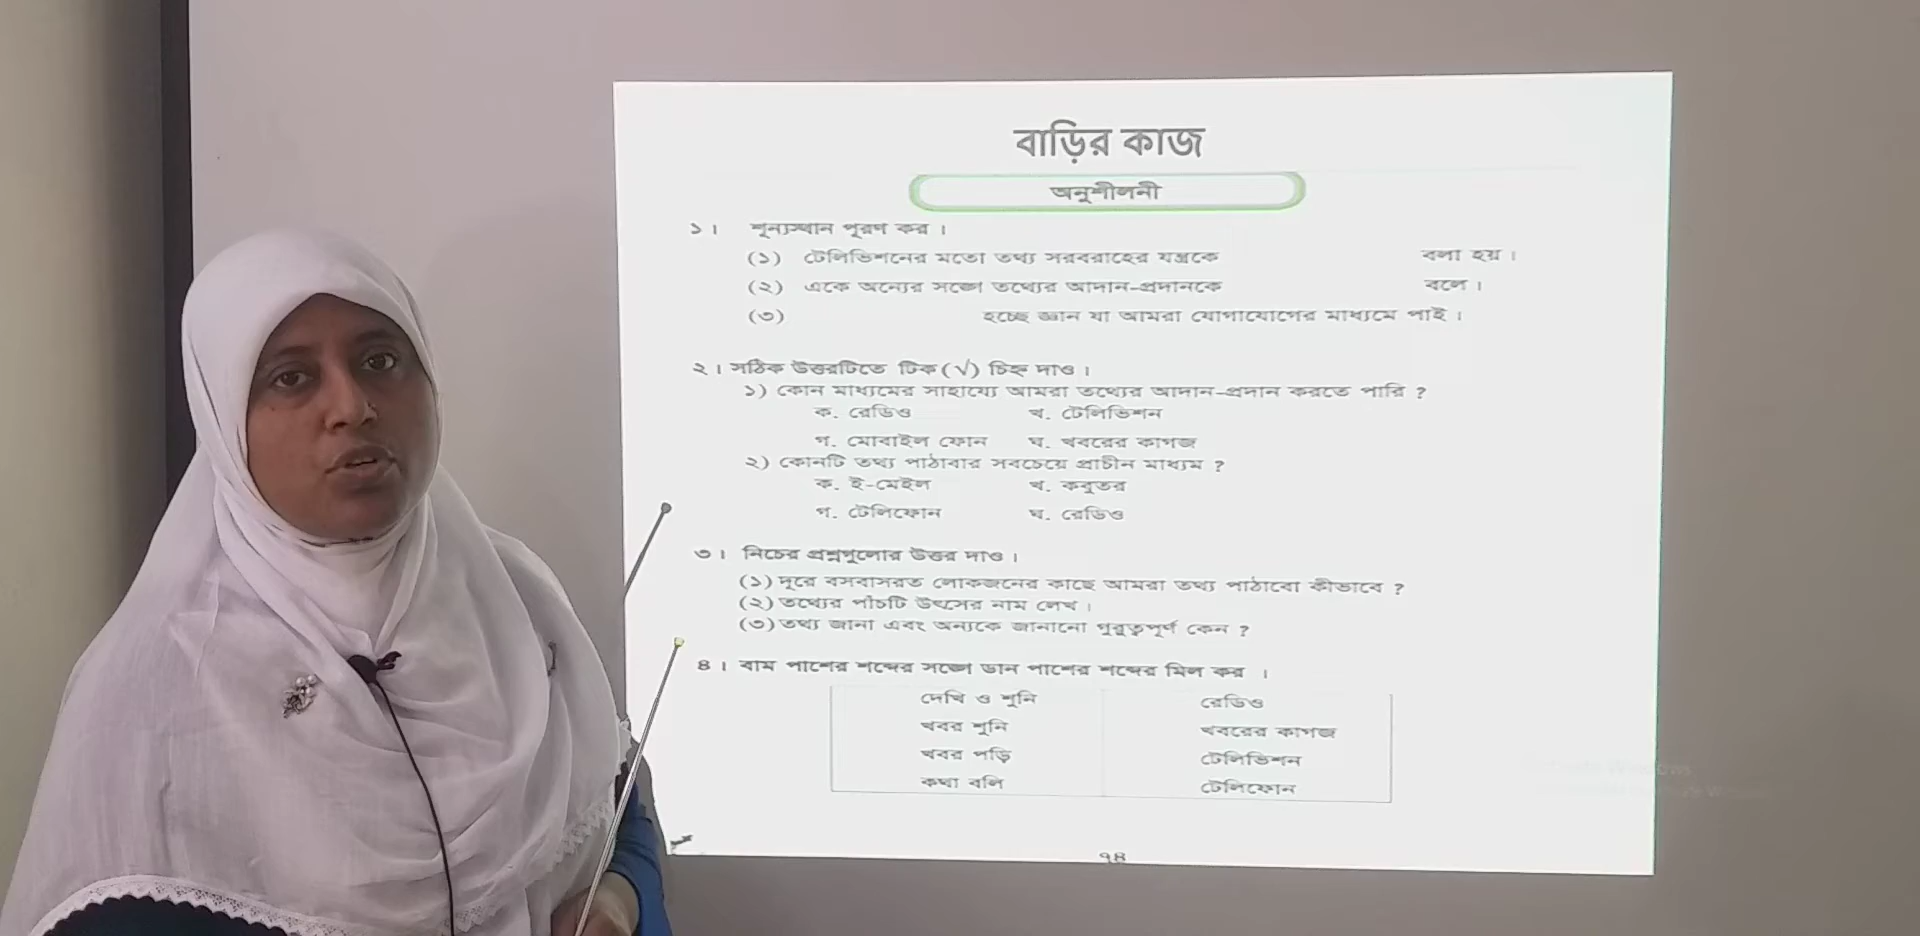 বাড়ির কাজ
অনুশীলনী
১। শূন্যস্থান পূরণ কর।
(১) টেলিভিশনের মতো তথ্য সরবরাহের যন্ত্রকে বলা হয়।
(২) একে অন্যের সঙ্গে তথ্যের আদান-প্রদানকে বলে।
(৩) হচ্ছে জ্ঞান যা আমরা যোগাযোগের মাধ্যমে পাই।
২। সঠিক উত্তরটিতে টিক(√) চিহ্ন দাও।
১) কোন মাধ্যমের সাহায্যে আমরা তথ্যের আদান-প্রদান করতে পারি ?
ক. রেডিও খ. টেলিভিশন
গ. মোবাইল ফোন ঘ. খবরের কাগজ
২) কোনটি তথ্য পাঠাবার সবচেয়ে প্রাচীন মাধ্যম ?
ক. ই-মেইল খ. কবুতর
গ. টেলিফোন ঘ. রেডিও
৩। নিচের প্রশ্নগুলোর উত্তর দাও।
(১) দূরে বসবাসরত লোকজনের কাছে আমরা তথ্য পাঠাবো কীভাবে ?
(২) তথ্যের পাঁচটি উৎসের নাম লেখ।
(৩) তথ্য জানা এবং অন্যকে জানানো গুরুত্বপূর্ণ কেন ?
৪। বাম পাশের শব্দের সঙ্গে ডান পাশের শব্দের মিল কর ।
দেখি ও শুনি রেডিও
খবর শুনি খবরের কাগজ
খবর পড়ি টেলিভিশন
কথা বলি টেলিফোন
৭৪